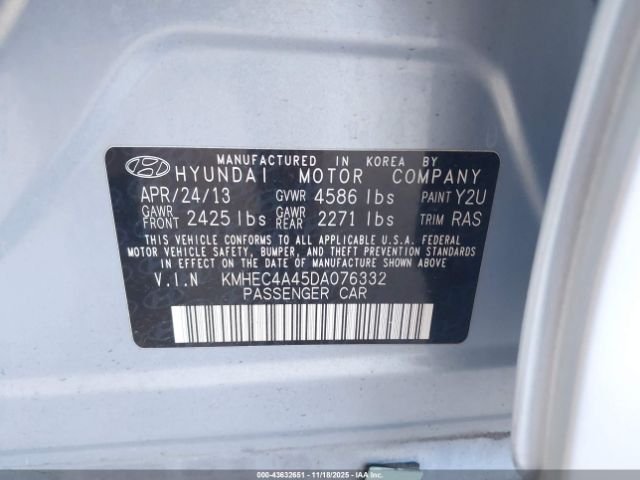 MANUFACTURED IN KOREA BY
HYUNDAI MOTOR COMPANY
APR/24/13 GVWR 4586 lbs PAINT Y2U
GAWR FRONT 2425 lbs GAWR REAR 2271 lbs TRIM RAS
THIS VEHICLE CONFORMS TO ALL APPLICABLE U.S.A. FEDERAL
MOTOR VEHICLE SAFETY, BUMPER, AND THEFT PREVENTION STANDARDS
IN EFFECT ON THE DATE OF MANUFACTURE SHOWN ABOVE.
V.I.N KMHEC4A45DA076332
PASSENGER CAR
000-43632651 - 11/18/2025 - © IAA, Inc.